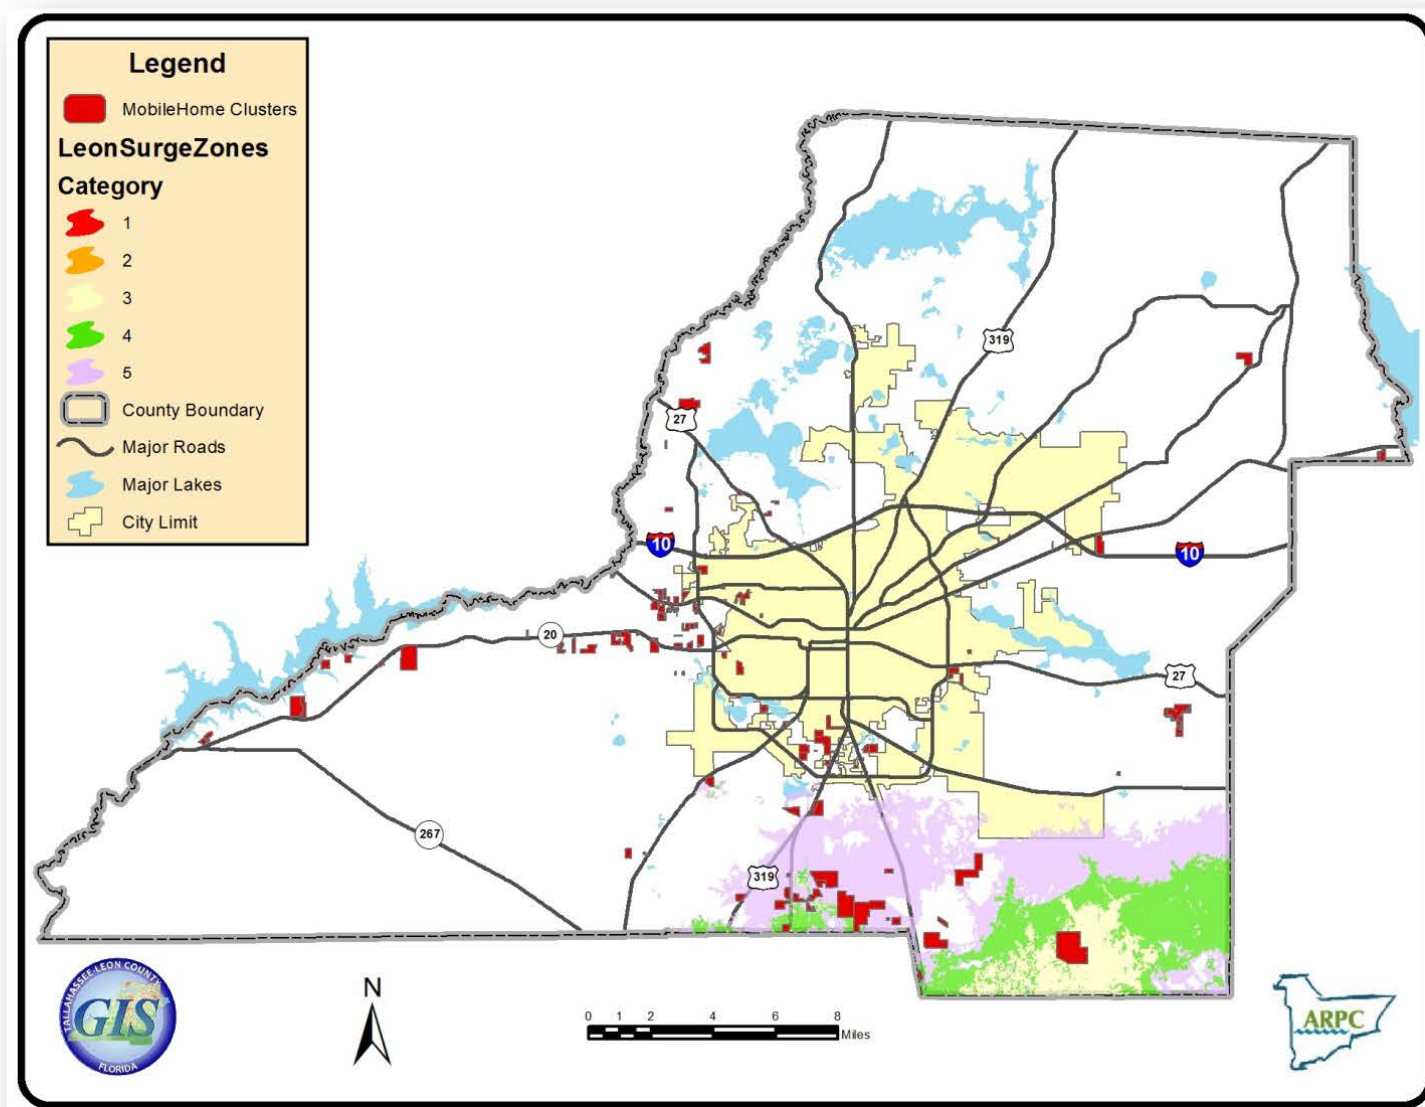 Legend
MobileHome Clusters
LeonSurgeZones
Category
1
2
3
4
5
County Boundary
Major Roads
Major Lakes
City Limit
319
27
10
10
20
27
267
319
TALLAHASSEE-LEON COUNTY
GIS
FLORIDA
N
0 1 2 4 6 8
Miles
ARPC